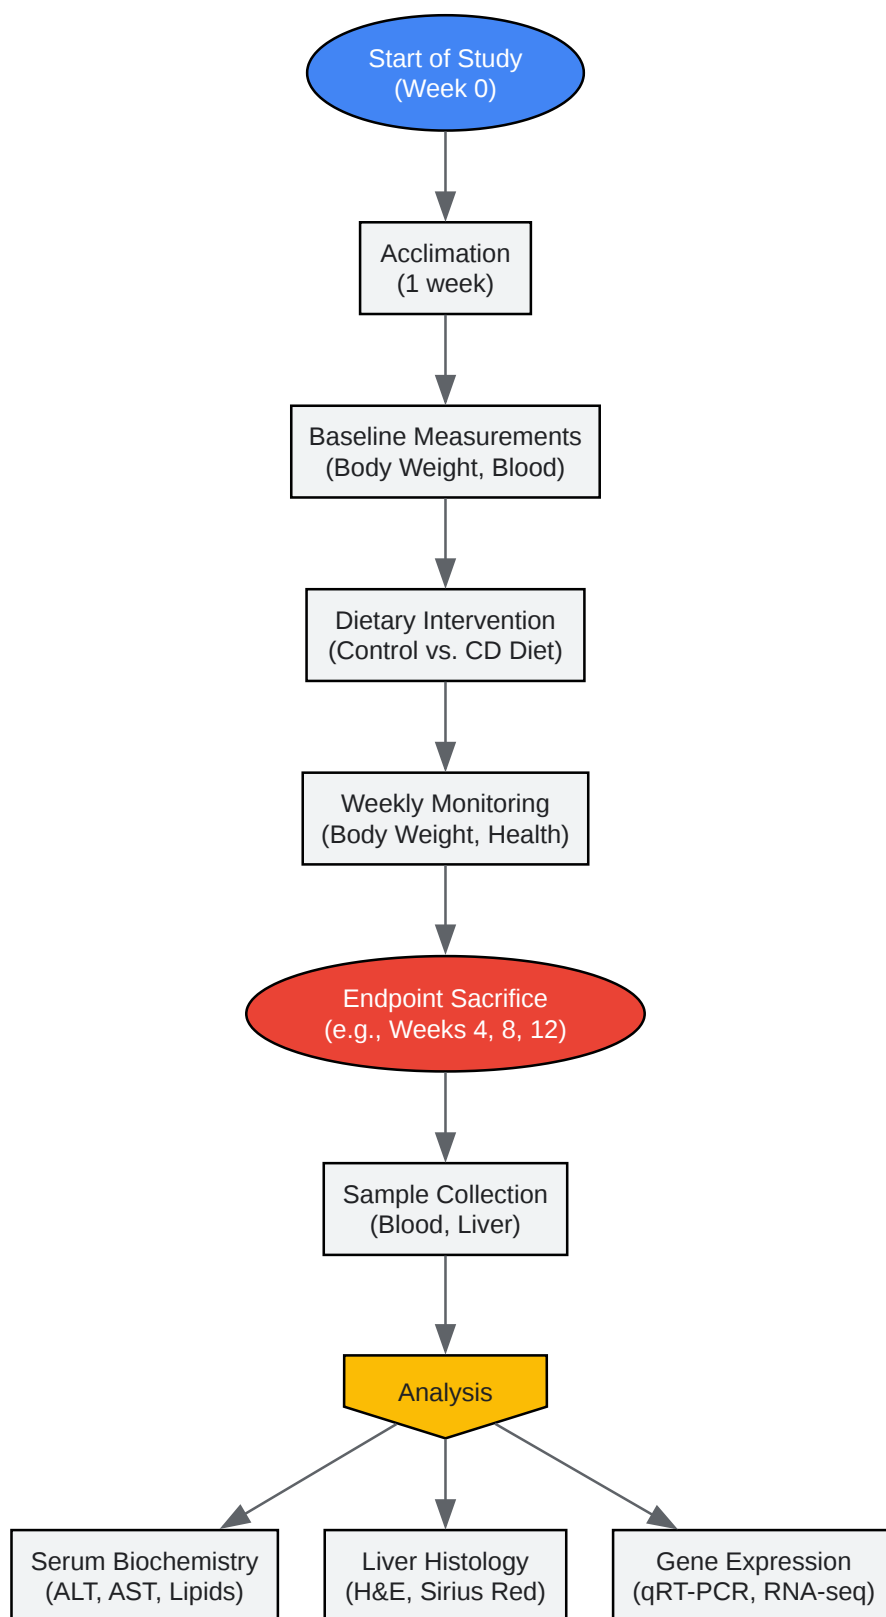 Start of Study
(Week 0)
Acclimation
(1 week)
Baseline Measurements
(Body Weight, Blood)
Dietary Intervention
(Control vs. CD Diet)
Weekly Monitoring
(Body Weight, Health)
Endpoint Sacrifice
(e.g., Weeks 4, 8, 12)
Sample Collection
(Blood, Liver)
Analysis
Serum Biochemistry
(ALT, AST, Lipids)
Liver Histology
(H&E, Sirius Red)
Gene Expression
(qRT-PCR, RNA-seq)